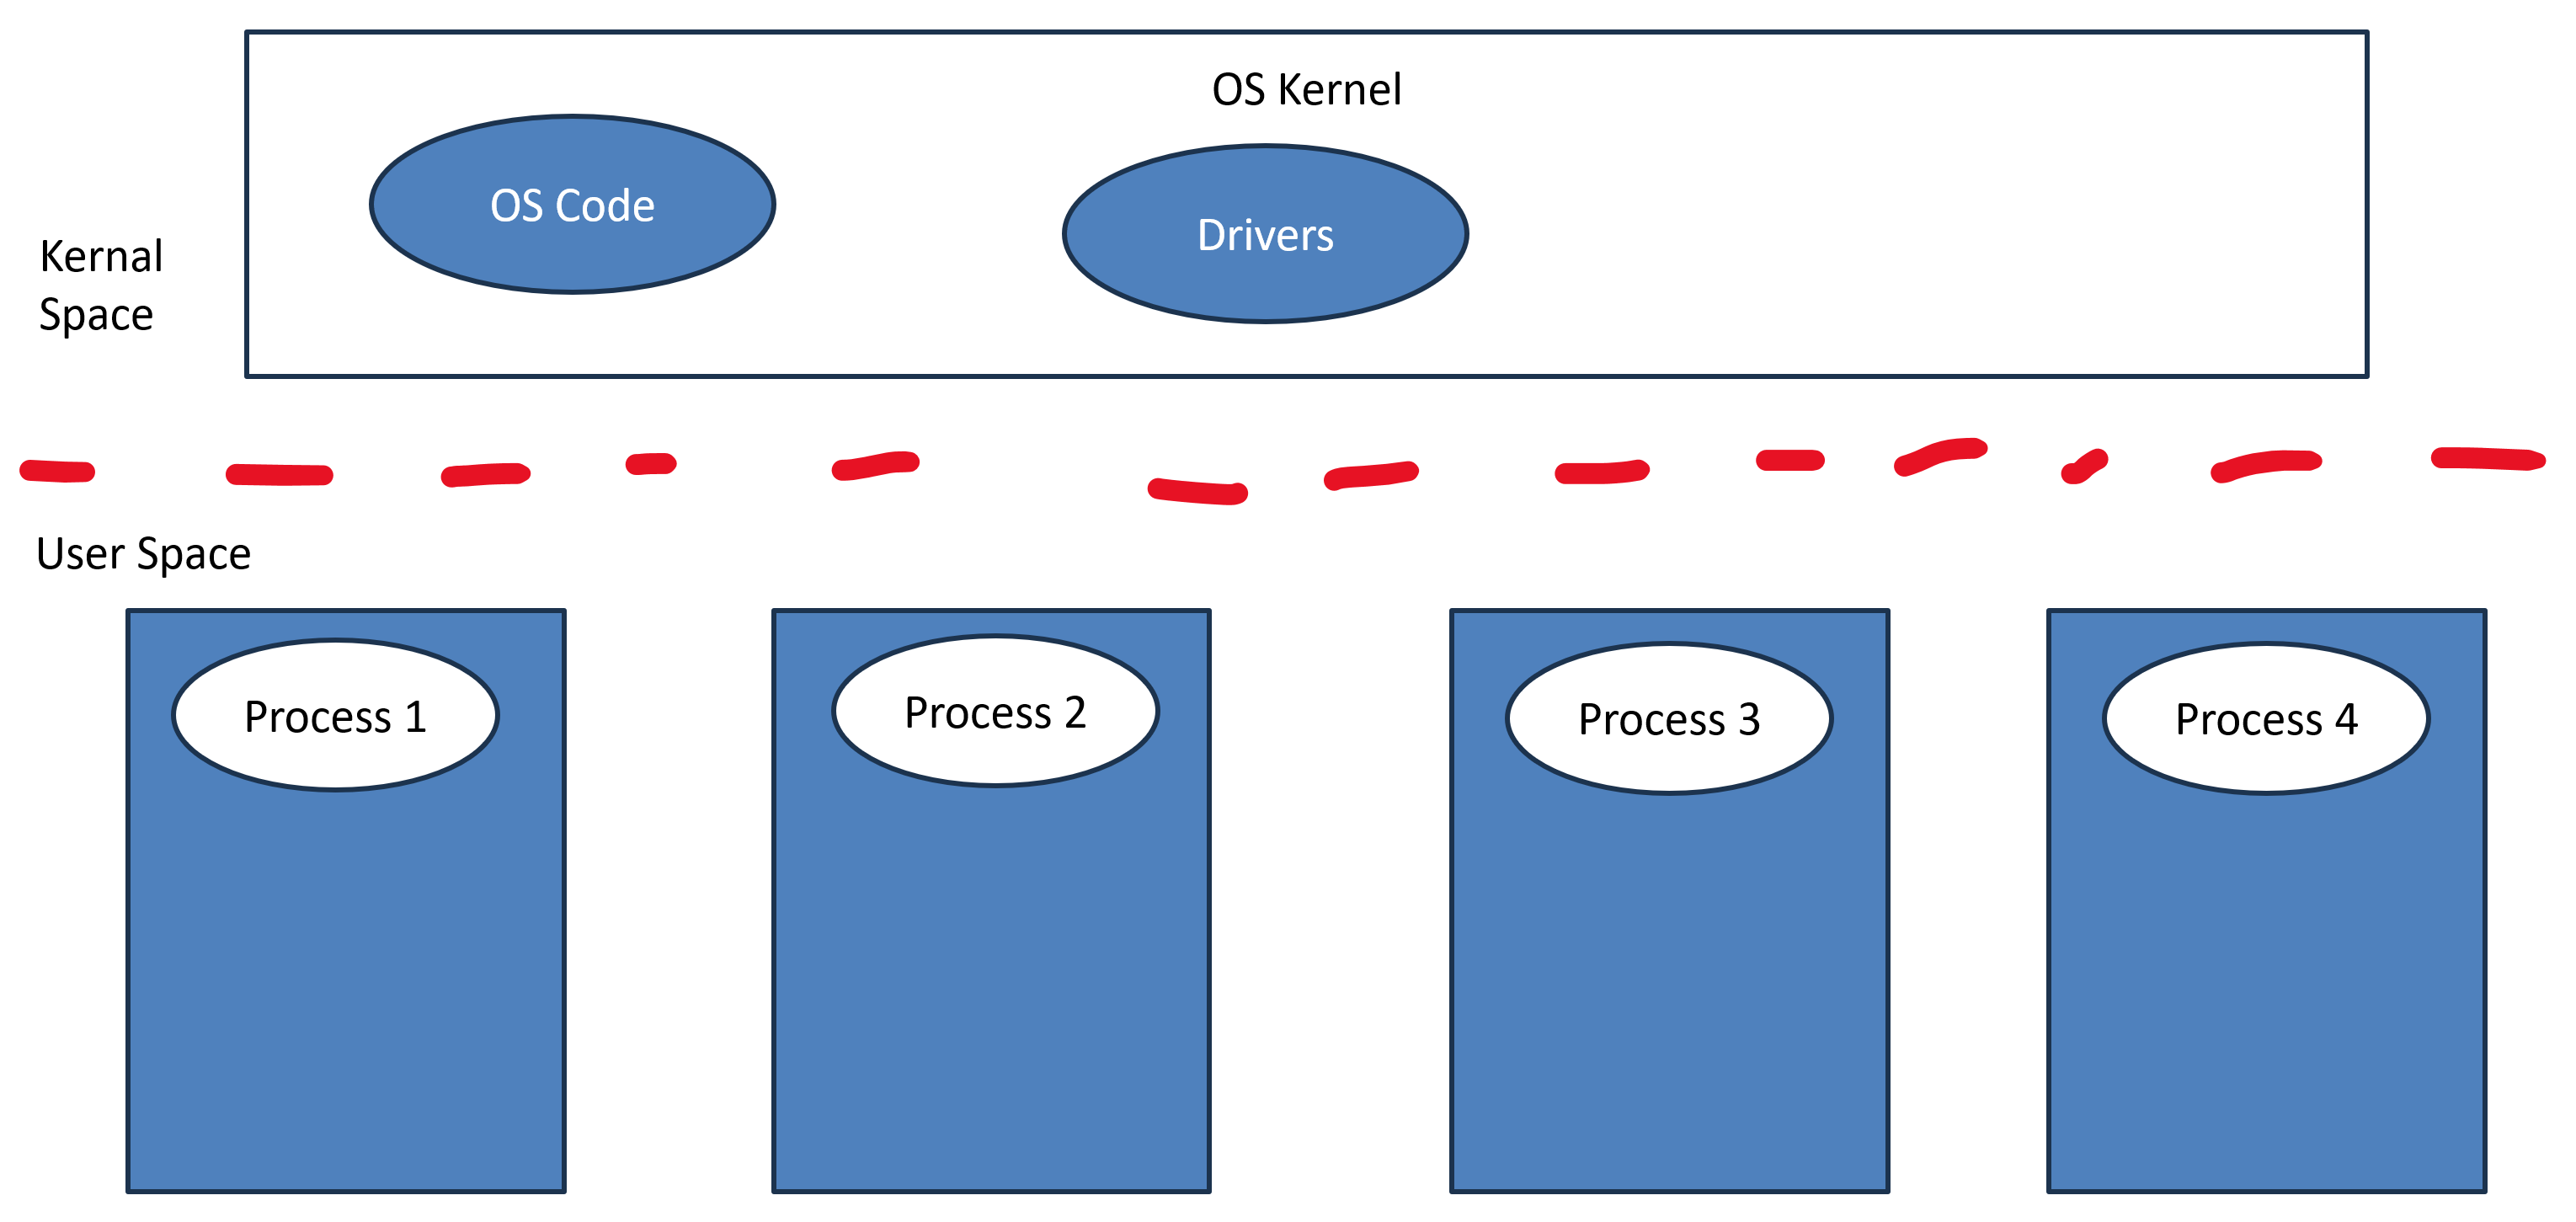 OS Kernel
OS Code
Drivers
Kernal
Space
User Space
Process 1
Process 2
Process 3
Process 4